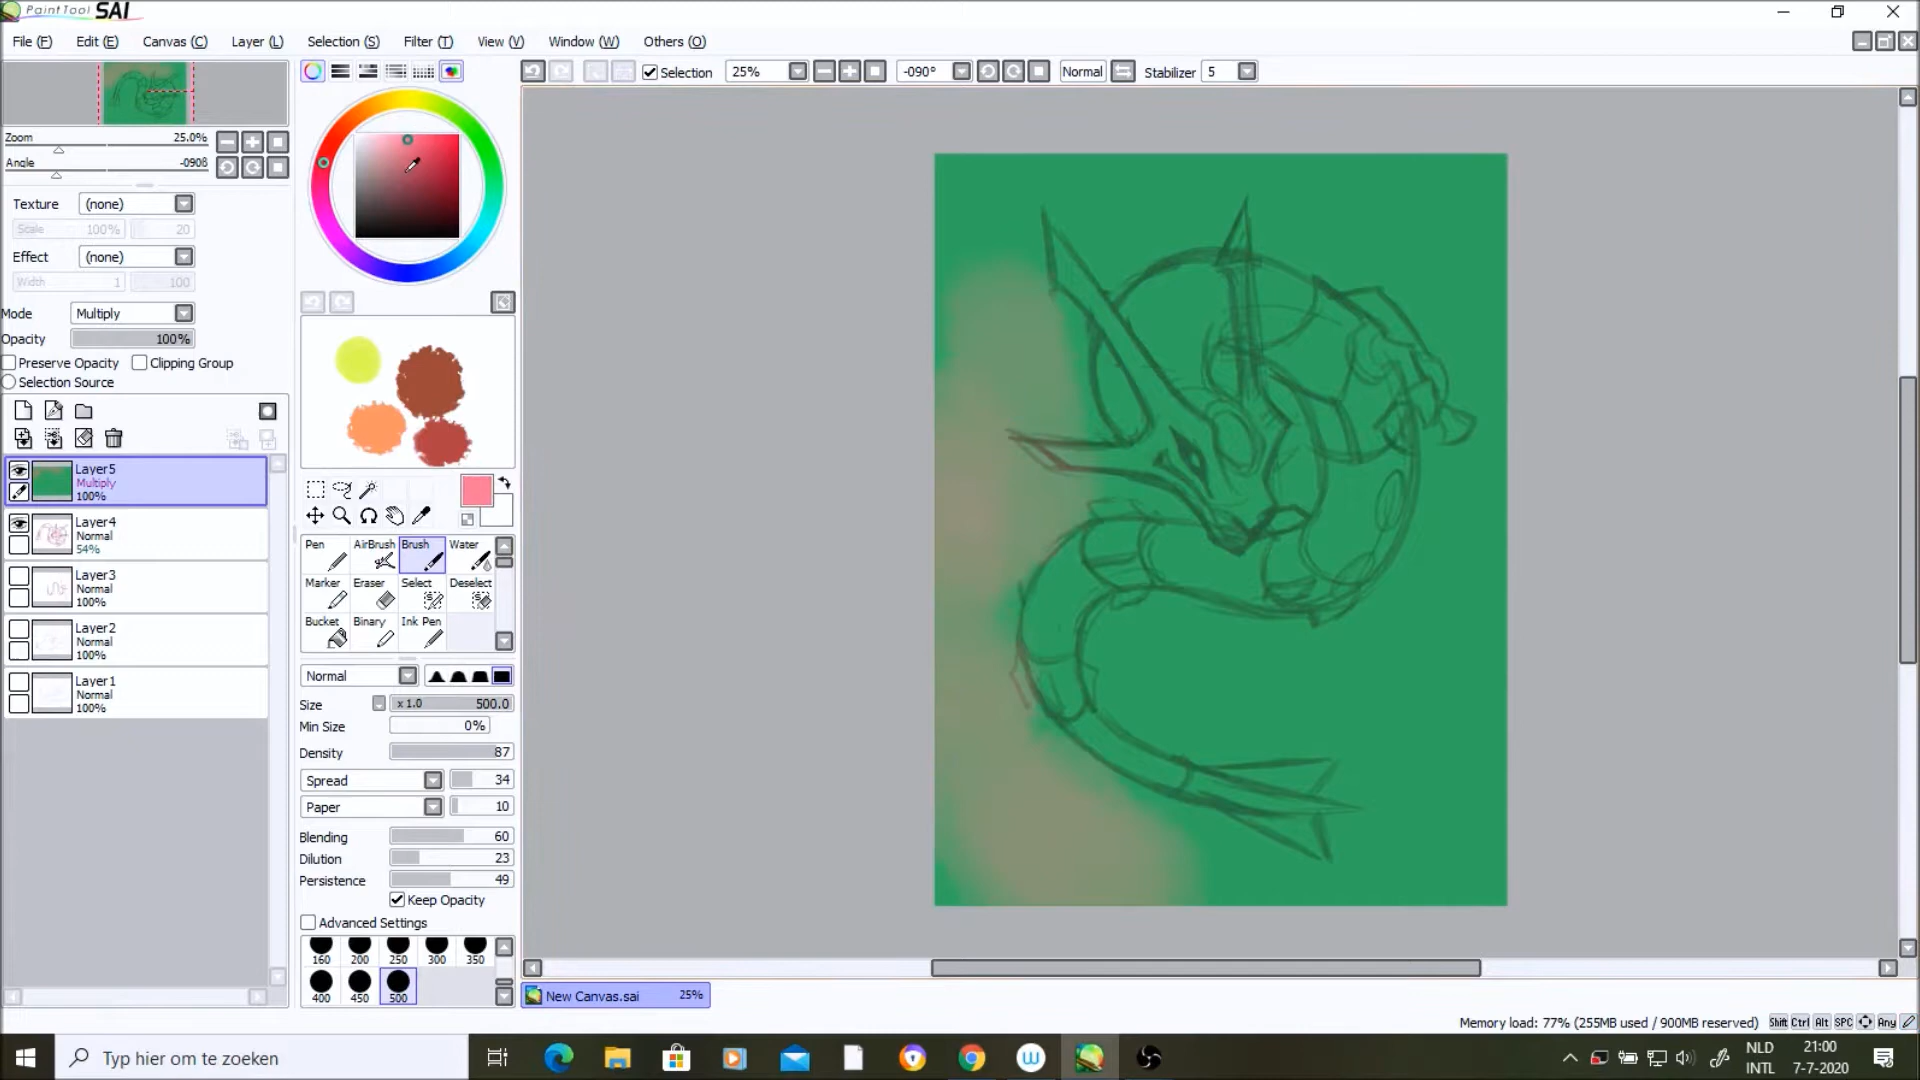 PaintTool SAI
File (F) Edit (E) Canvas (C) Layer (L) Selection (S) Filter (T) View (V) Window (W) Others (O)
Selection 25% -090° Normal Stabilizer 5
Zoom 25.0%
Angle -090§
Texture (none)
Scale 100% 20
Effect (none)
Width 1 100
Mode Multiply
Opacity 100%
Preserve Opacity Clipping Group
Selection Source
Layer5
Multiply
100%
Layer4
Normal
54%
Layer3
Normal
100%
Layer2
Normal
100%
Layer1
Normal
100%
Pen AirBrush Brush Water
Marker Eraser Select Deselect
Bucket Binary Ink Pen
Normal
Size x 1.0 500.0
Min Size 0%
Density 87
Spread 34
Paper 10
Blending 60
Dilution 23
Persistence 49
Keep Opacity
Advanced Settings
160 200 250 300 350
400 450 500
New Canvas.sai 25%
Memory load: 77% (255MB used / 900MB reserved) Shift Ctrl Alt SPC Any
Typ hier om te zoeken
NLD 21:00
INTL 7-7-2020